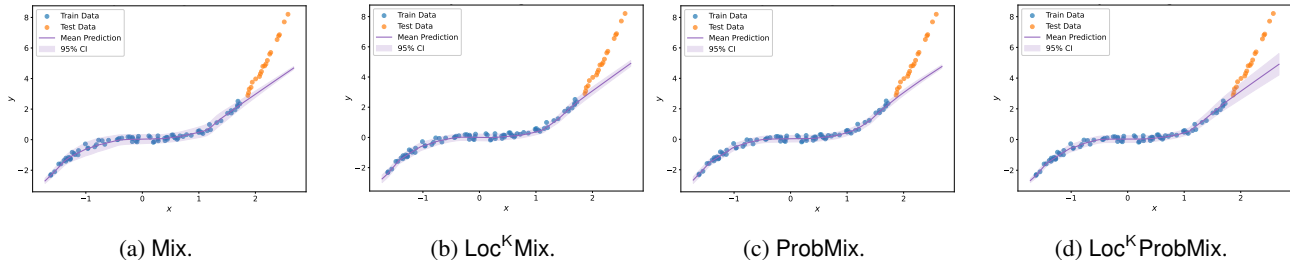 Train Data
Test Data
Mean Prediction
95% CI
8
6
4
2
0
−2
y
−1
0
1
2
x
(a) Mix.
Train Data
Test Data
Mean Prediction
95% CI
8
6
4
2
0
−2
y
−1
0
1
2
x
(b) Loc^K Mix.
Train Data
Test Data
Mean Prediction
95% CI
8
6
4
2
0
−2
y
−1
0
1
2
x
(c) ProbMix.
Train Data
Test Data
Mean Prediction
95% CI
8
6
4
2
0
−2
y
−1
0
1
2
x
(d) Loc^K ProbMix.